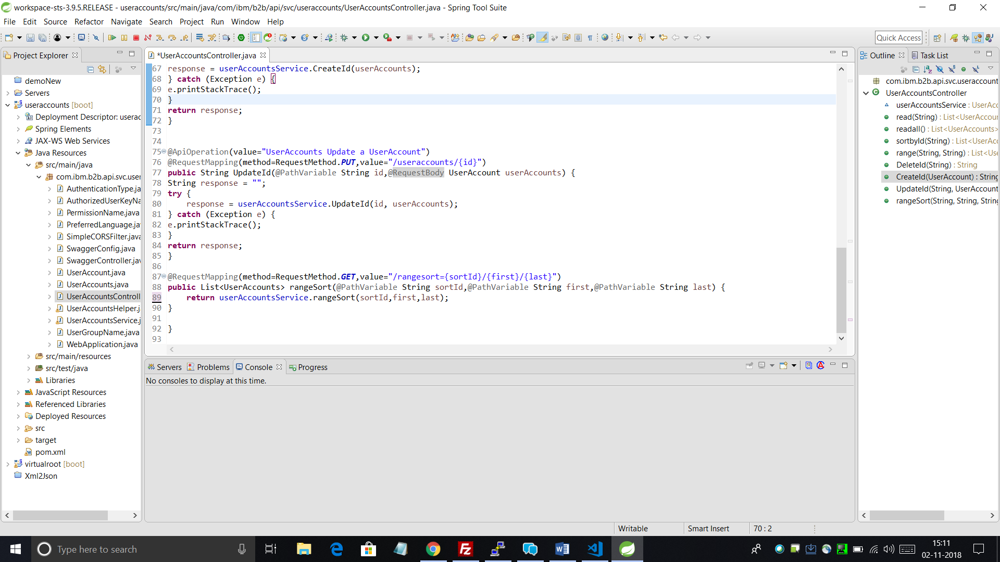 workspace-sts-3.9.5.RELEASE - useraccounts/src/main/java/com/ibm/b2b/api/svc/useraccounts/UserAccountsController.java - Spring Tool Suite
File Edit Source Refactor Navigate Search Project Run Window Help
Quick Access
Project Explorer
demoNew
Servers
useraccounts [boot]
Deployment Descriptor: userac
Spring Elements
JAX-WS Web Services
Java Resources
src/main/java
com.ibm.b2b.api.svc.user
AuthenticationType.ja
AuthorizedUserKeyNa
PermissionName.java
PreferredLanguage.ja
SimpleCORSFilter.java
SwaggerConfig.java
SwaggerController.jav
UserAccount.java
UserAccounts.java
UserAccountsControll
UserAccountsHelper.j
UserAccountsService.j
UserGroupName.java
WebApplication.java
src/main/resources
src/test/java
Libraries
JavaScript Resources
Referenced Libraries
Deployed Resources
src
target
pom.xml
virtualroot [boot]
Xml2Json
*UserAccountsController.java
67 response = userAccountsService.CreateId(userAccounts);
68 } catch (Exception e) {
69 e.printStackTrace();
70 }
71 return response;
72 }
73
74
75 @ApiOperation(value="UserAccounts Update a UserAccount")
76 @RequestMapping(method=RequestMethod.PUT,value="/useraccounts/{id}")
77 public String UpdateId(@PathVariable String id,@RequestBody UserAccount userAccounts) {
78 String response = "";
79 try {
80 response = userAccountsService.UpdateId(id, userAccounts);
81 } catch (Exception e) {
82 e.printStackTrace();
83 }
84 return response;
85 }
86
87 @RequestMapping(method=RequestMethod.GET,value="/rangesort={sortId}/{first}/{last}")
88 public List<UserAccounts> rangeSort(@PathVariable String sortId,@PathVariable String first,@PathVariable String last) {
89 return userAccountsService.rangeSort(sortId,first,last);
90 }
91
92 }
93
Servers Problems Console Progress
No consoles to display at this time.
Outline Task List
com.ibm.b2b.api.svc.useraccount
UserAccountsController
userAccountsService : UserAcc
read(String) : List<UserAccour
readall() : List<UserAccounts>
sortbyId(String) : List<UserAcc
range(String, String) : List<Use
DeleteId(String) : String
CreateId(UserAccount) : String
UpdateId(String, UserAccount
rangeSort(String, String, String
Writable Smart Insert 70 : 2
Type here to search
15:11
02-11-2018